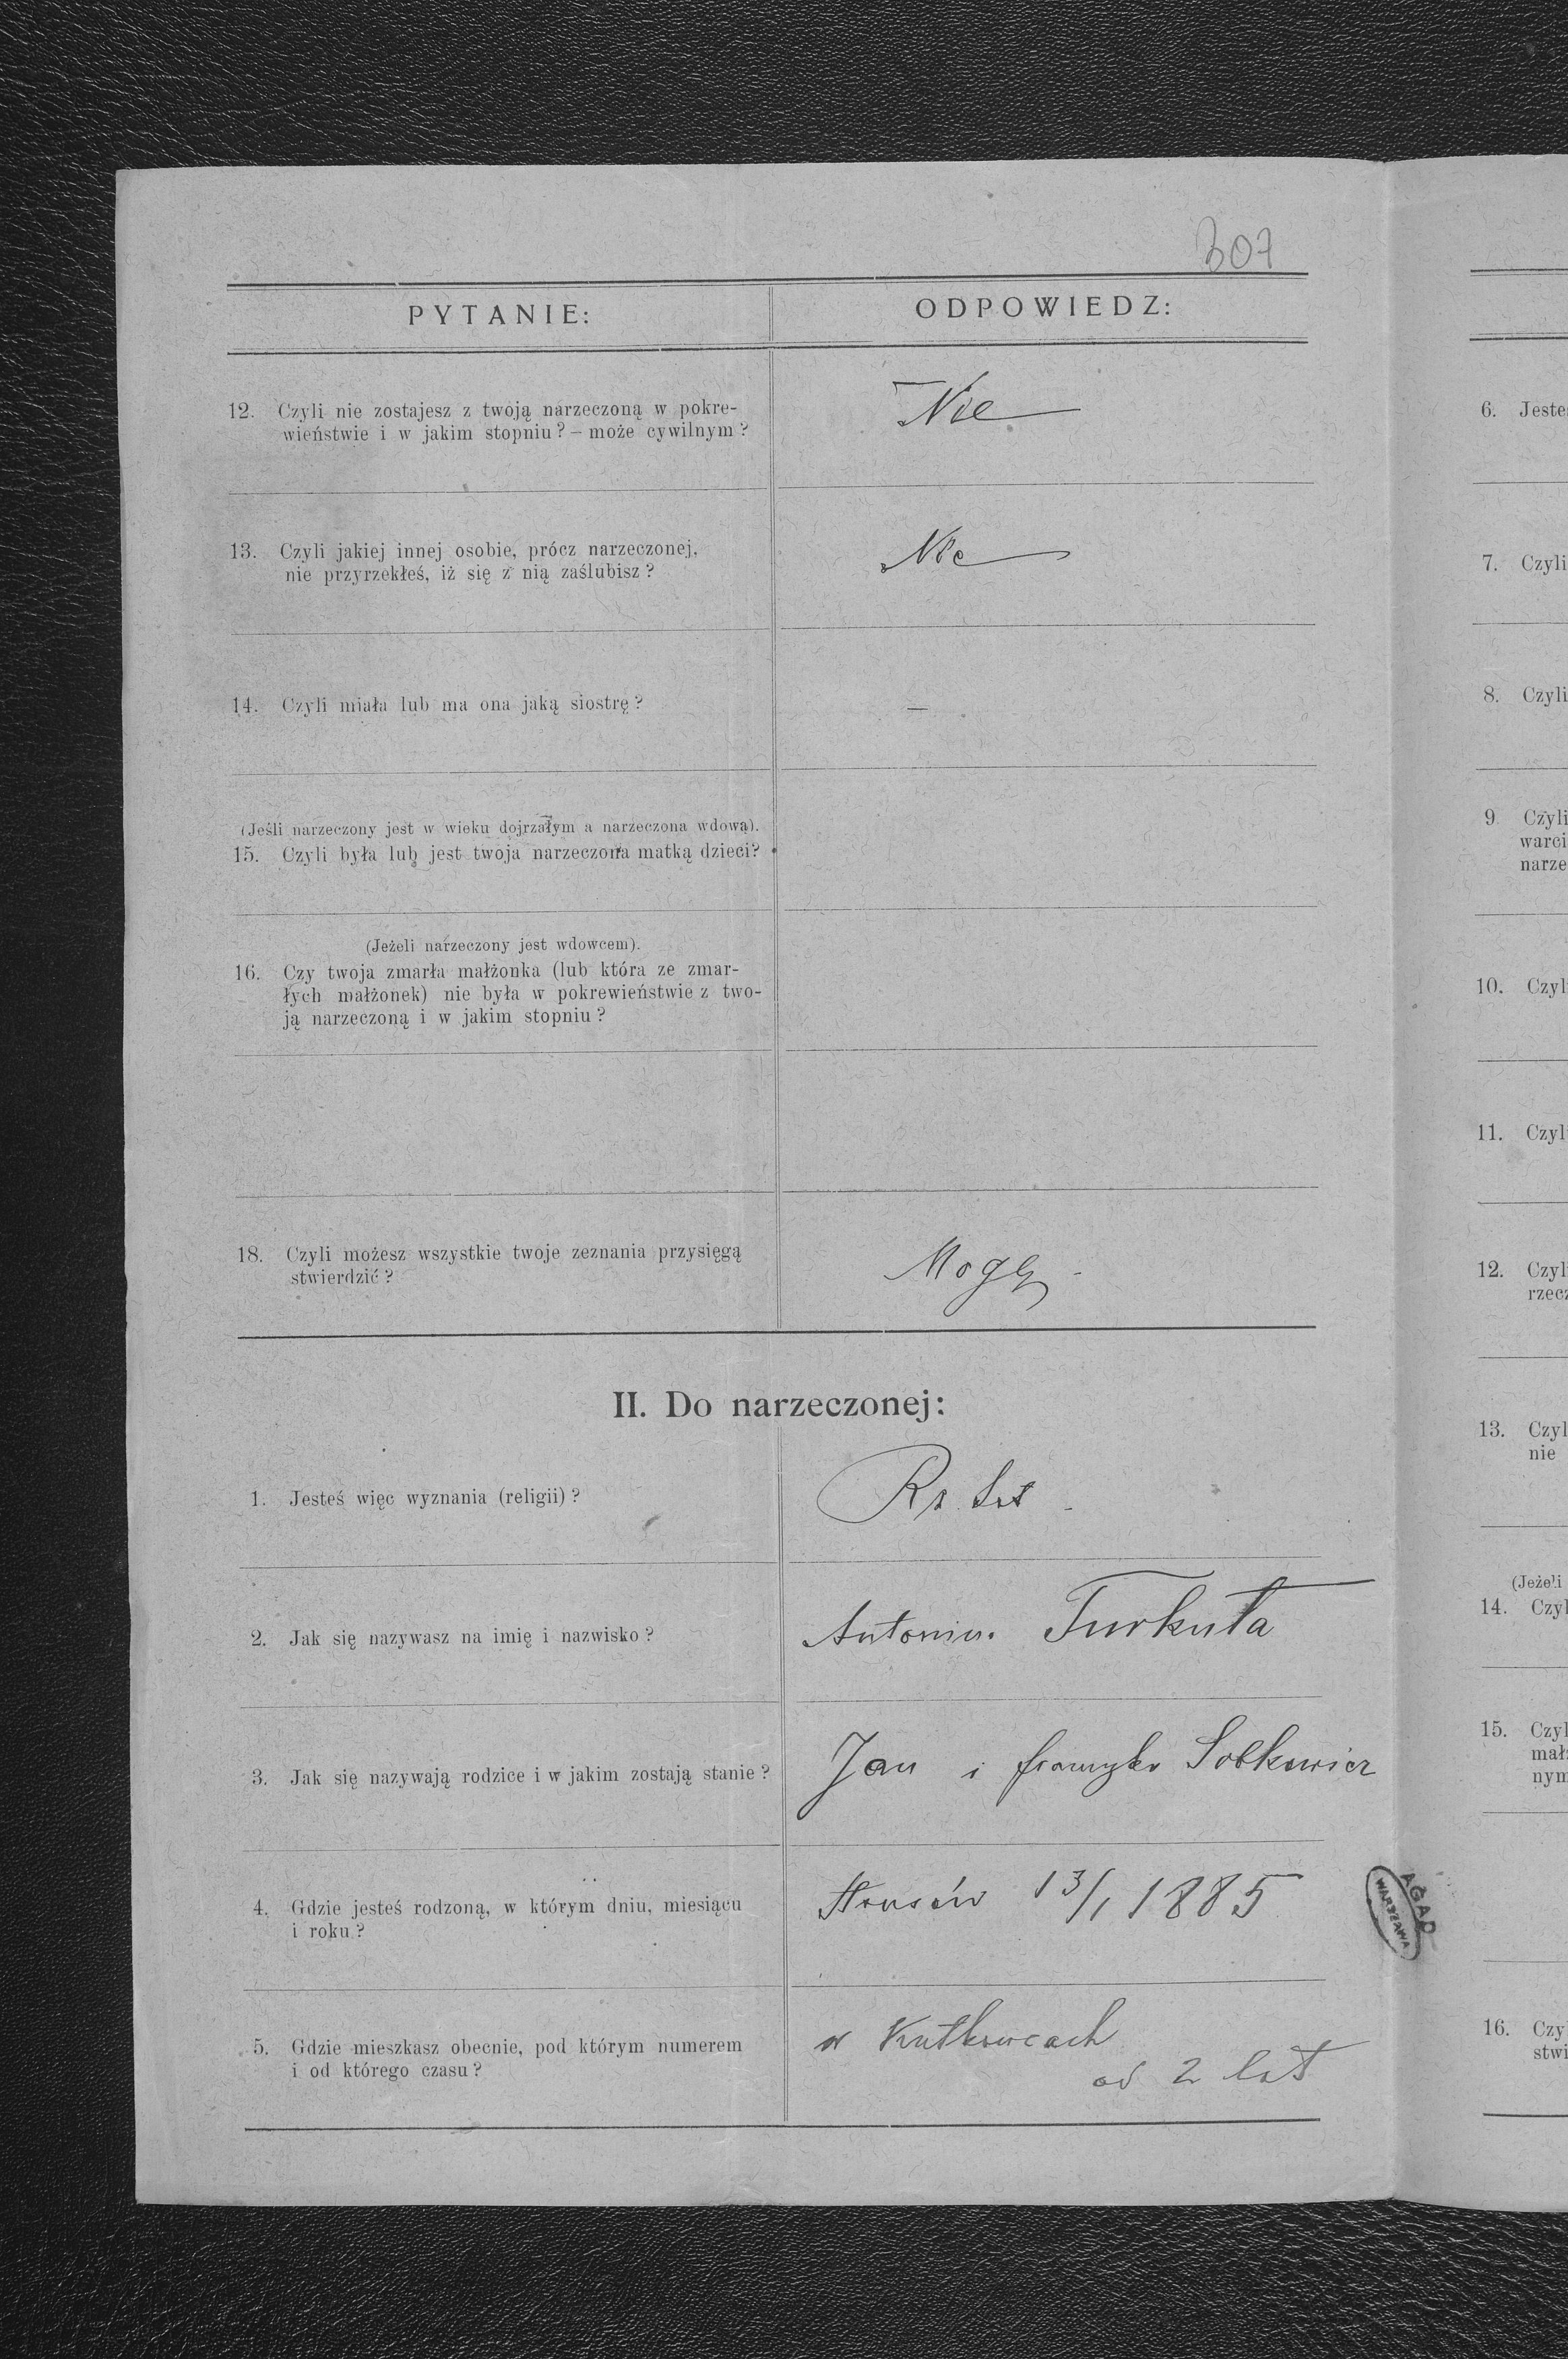 307
PYTANIE:
ODPOWIEDZ:
12. Czyli nie zostajesz z twoją narzeczoną w pokre-
wieństwie i w jakim stopniu? – może cywilnym?
Nie
13. Czyli jakiej innej osobie, prócz narzeczonej,
nie przyrzekłeś, iż się z nią zaślubisz?
Nie
14. Czyli miała lub ma ona jaką siostrę?
—
(Jeśli narzeczony jest w wieku dojrzałym a narzeczona wdową).
15. Czyli była lub jest twoja narzeczona matką dzieci?
(Jeżeli narzeczony jest wdowcem).
16. Czy twoja zmarła małżonka (lub która ze zmar-
łych małżonek) nie była w pokrewieństwie z two-
ją narzeczoną i w jakim stopniu?
18. Czyli możesz wszystkie twoje zeznania przysięgą
stwierdzić?
Mogę -
II. Do narzeczonej:
1. Jesteś więc wyznania (religii)?
2. Jak się nazywasz na imię i nazwisko?
Turkuła
3. Jak się nazywają rodzice i w jakim zostają stanie?
Jan i
4. Gdzie jesteś rodzoną, w którym dniu, miesiącu
i roku?
13/1 1885
5. Gdzie mieszkasz obecnie, pod którym numerem
i od którego czasu?
w Kutkowcach
od 2 lat
AGAD
WARSZAWA
6. Jeste
7. Czyli
8. Czyli
9 Czyli
warci
narze
10. Czyl
11. Czyl
12. Czyl
rzecz
13. Czyl
nie
(Jeżeli
14. Czyl
15. Czyl
mał
nym
16. Czy
stwi